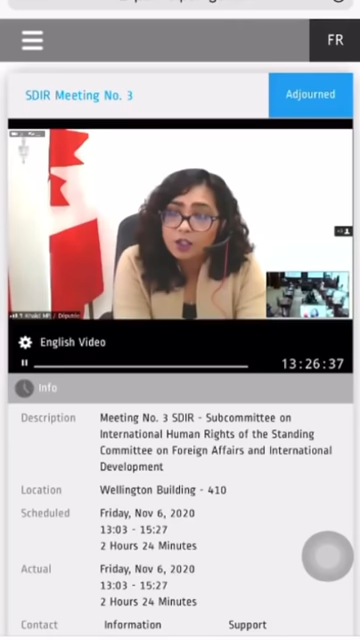 FR
SDIR Meeting No. 3
Adjourned
English Video
13:26:37
Info
Description
Meeting No. 3 SDIR - Subcommittee on
International Human Rights of the Standing
Committee on Foreign Affairs and International
Development
Location
Wellington Building - 410
Scheduled
Friday, Nov 6, 2020
13:03 - 15:27
2 Hours 24 Minutes
Actual
Friday, Nov 6, 2020
13:03 - 15:27
2 Hours 24 Minutes
Contact
Information
Support